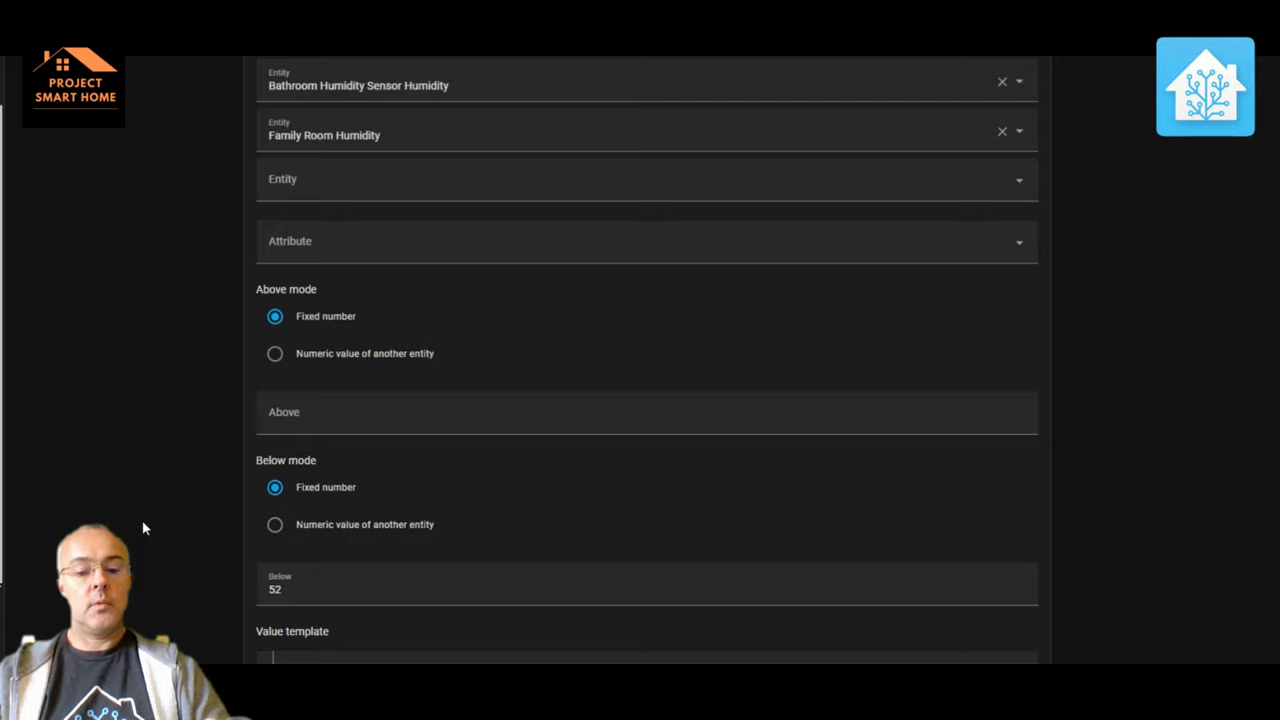 PROJECT
SMART HOME
Entity
Bathroom Humidity Sensor Humidity
Entity
Family Room Humidity
Entity
Attribute
Above mode
Fixed number
Numeric value of another entity
Above
Below mode
Fixed number
Numeric value of another entity
Below
52
Value template